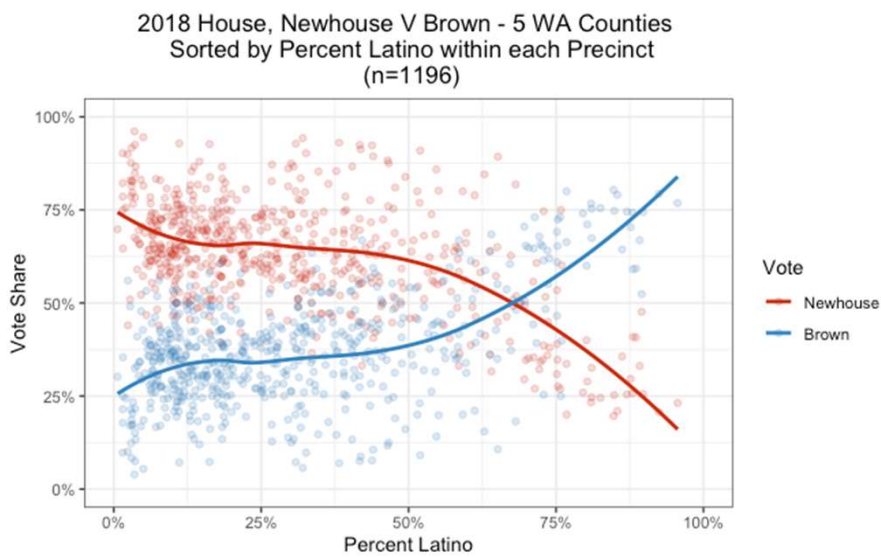 2018 House, Newhouse V Brown - 5 WA Counties
Sorted by Percent Latino within each Precinct
(n=1196)
100%
75%
50%
25%
0%
Vote Share
0% 25% 50% 75% 100%
Percent Latino
Vote
Newhouse
Brown